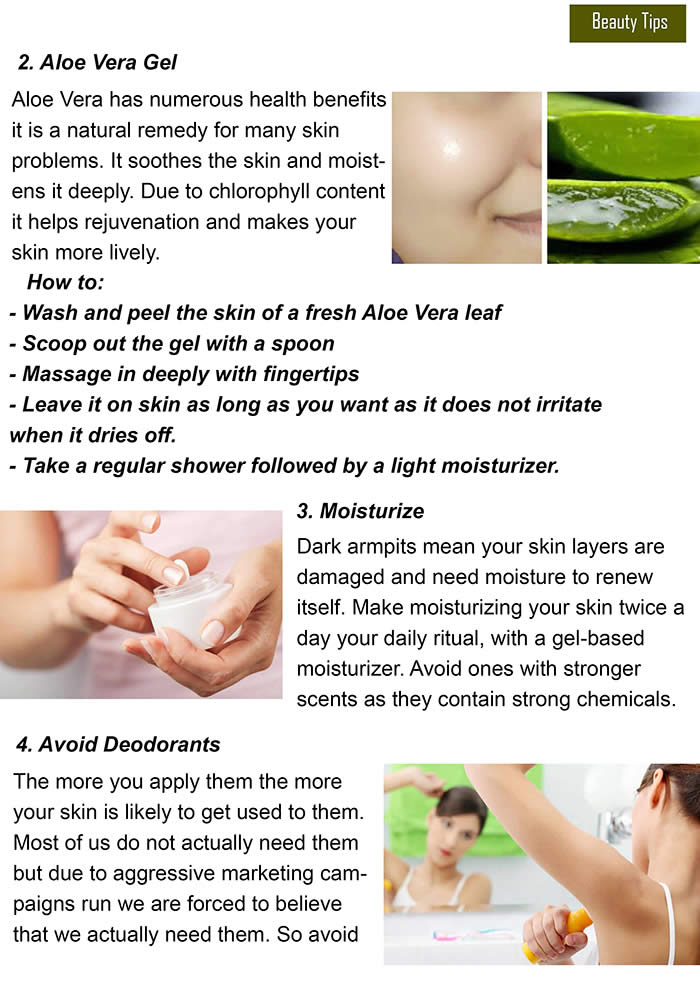 Beauty Tips
2. Aloe Vera Gel
Aloe Vera has numerous health benefits
it is a natural remedy for many skin
problems. It soothes the skin and moist-
ens it deeply. Due to chlorophyll content
it helps rejuvenation and makes your
skin more lively.
How to:
- Wash and peel the skin of a fresh Aloe Vera leaf
- Scoop out the gel with a spoon
- Massage in deeply with fingertips
- Leave it on skin as long as you want as it does not irritate
when it dries off.
- Take a regular shower followed by a light moisturizer.
3. Moisturize
Dark armpits mean your skin layers are
damaged and need moisture to renew
itself. Make moisturizing your skin twice a
day your daily ritual, with a gel-based
moisturizer. Avoid ones with stronger
scents as they contain strong chemicals.
4. Avoid Deodorants
The more you apply them the more
your skin is likely to get used to them.
Most of us do not actually need them
but due to aggressive marketing cam-
paigns run we are forced to believe
that we actually need them. So avoid